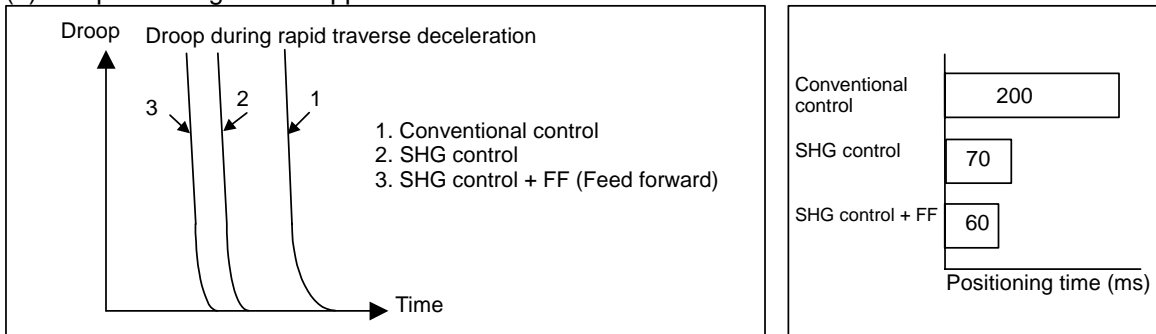 Droop
Droop during rapid traverse deceleration
3
2
1
1. Conventional control
2. SHG control
3. SHG control + FF (Feed forward)
Time
Conventional
control
200
SHG control
70
SHG control + FF
60
Positioning time (ms)